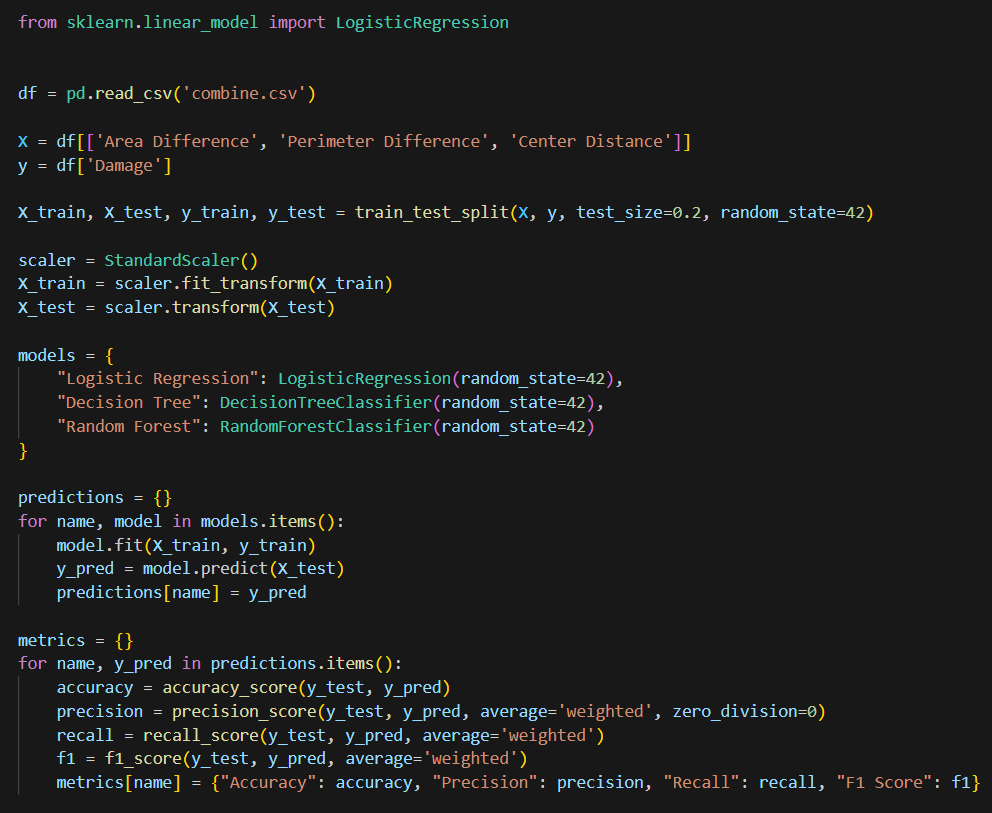 from sklearn.linear_model import LogisticRegression
df = pd.read_csv('combine.csv')
X = df[['Area Difference', 'Perimeter Difference', 'Center Distance']]
y = df['Damage']
X_train, X_test, y_train, y_test = train_test_split(X, y, test_size=0.2, random_state=42)
scaler = StandardScaler()
X_train = scaler.fit_transform(X_train)
X_test = scaler.transform(X_test)
models = {
    "Logistic Regression": LogisticRegression(random_state=42),
    "Decision Tree": DecisionTreeClassifier(random_state=42),
    "Random Forest": RandomForestClassifier(random_state=42)
}
predictions = {}
for name, model in models.items():
    model.fit(X_train, y_train)
    y_pred = model.predict(X_test)
    predictions[name] = y_pred
metrics = {}
for name, y_pred in predictions.items():
    accuracy = accuracy_score(y_test, y_pred)
    precision = precision_score(y_test, y_pred, average='weighted', zero_division=0)
    recall = recall_score(y_test, y_pred, average='weighted')
    f1 = f1_score(y_test, y_pred, average='weighted')
    metrics[name] = {"Accuracy": accuracy, "Precision": precision, "Recall": recall, "F1 Score": f1}